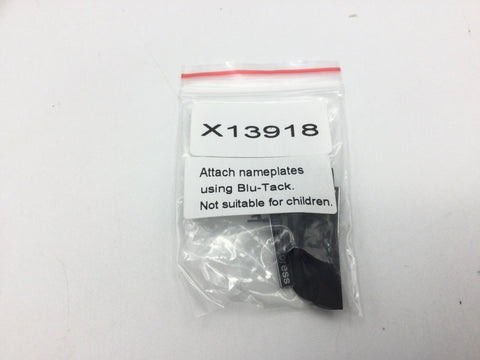 X13918
Attach nameplates
using Blu-Tack.
Not suitable for children.